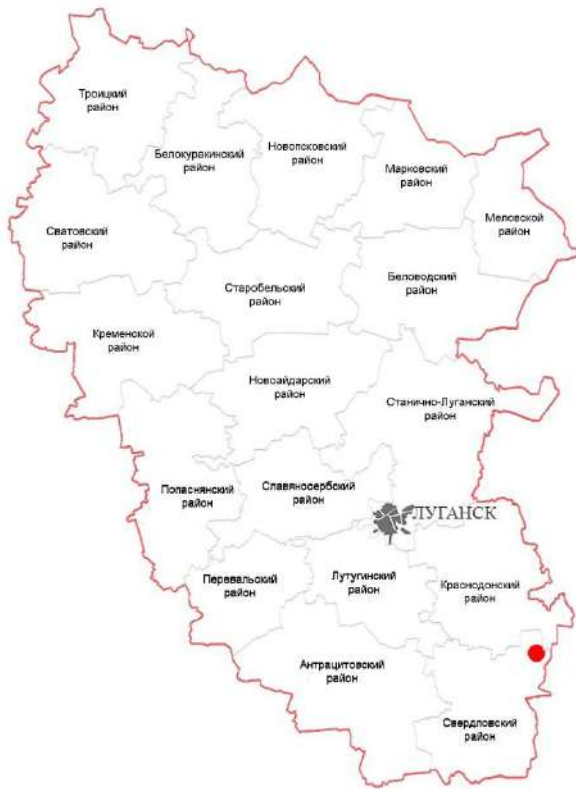 Троицкий
район
Белокуракинский
район
Новопсковский
район
Марковский
район
Меловской
район
Сватовский
район
Старобельский
район
Беловодский
район
Кременской
район
Новоайдарский
район
Станично-Луганский
район
Попаснянский
район
Славяносербский
район
ЛУГАНСК
Перевальский
район
Лутугинский
район
Краснодонский
район
Антрацитовский
район
Свердловский
район